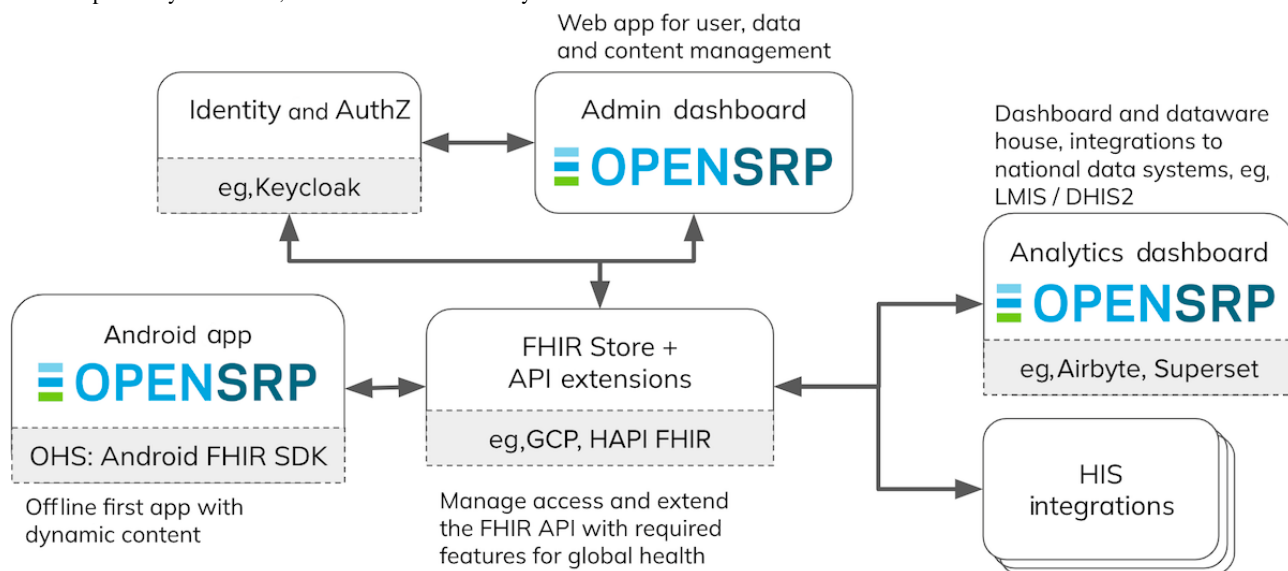 Web app for user, data
and content management
Identity and AuthZ
eg,Keycloak
Admin dashboard
OPENSRP
Dashboard and dataware
house, integrations to
national data systems, eg,
LMIS / DHIS2
Analytics dashboard
OPENSRP
eg,Airbyte, Superset
Android app
OPENSRP
OHS: Android FHIR SDK
Offline first app with
dynamic content
FHIR Store +
API extensions
eg,GCP, HAPI FHIR
Manage access and extend
the FHIR API with required
features for global health
HIS
integrations